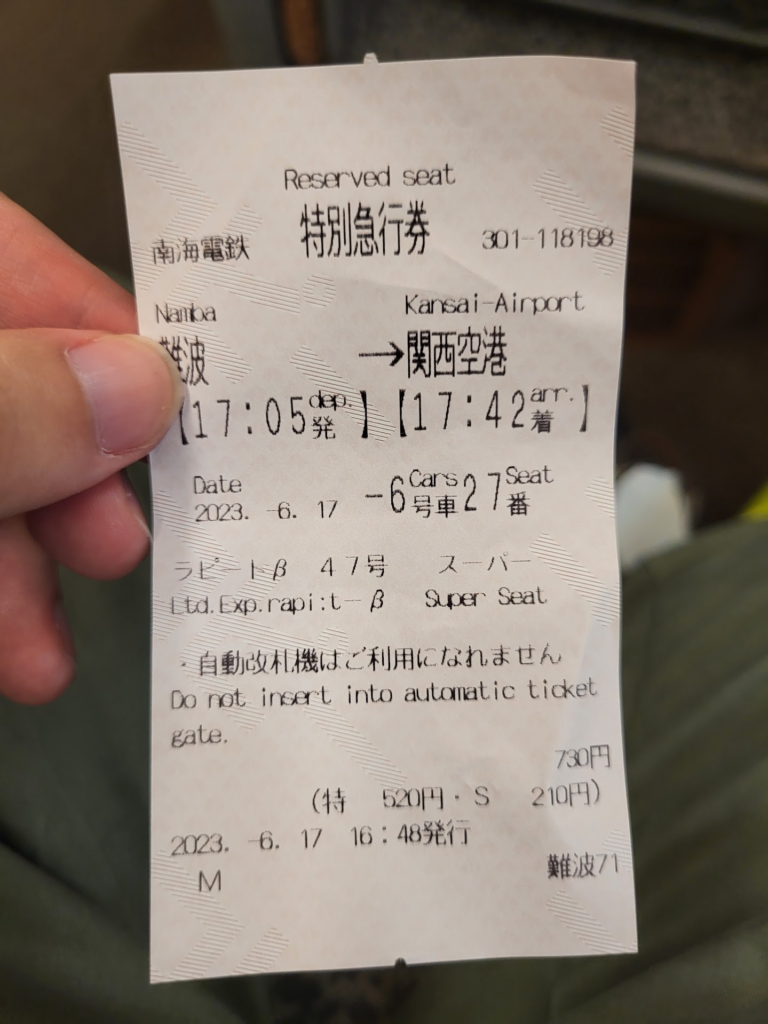 Reserved seat
南海電鉄 特別急行券 301-118198
Namba Kansai-Airport
難波 →関西空港
【17:05 dep. 発】【17:42 arr. 着】
Date Cars Seat
2023. -6. 17 -6号車27番
ラピートβ 47号 スーパー
Ltd.Exp.rapi:t-β Super Seat
・自動改札機はご利用になれません
Do not insert into automatic ticket
gate.
730円
(特 520円・S 210円)
2023. -6. 17 16:48発行
M 難波71